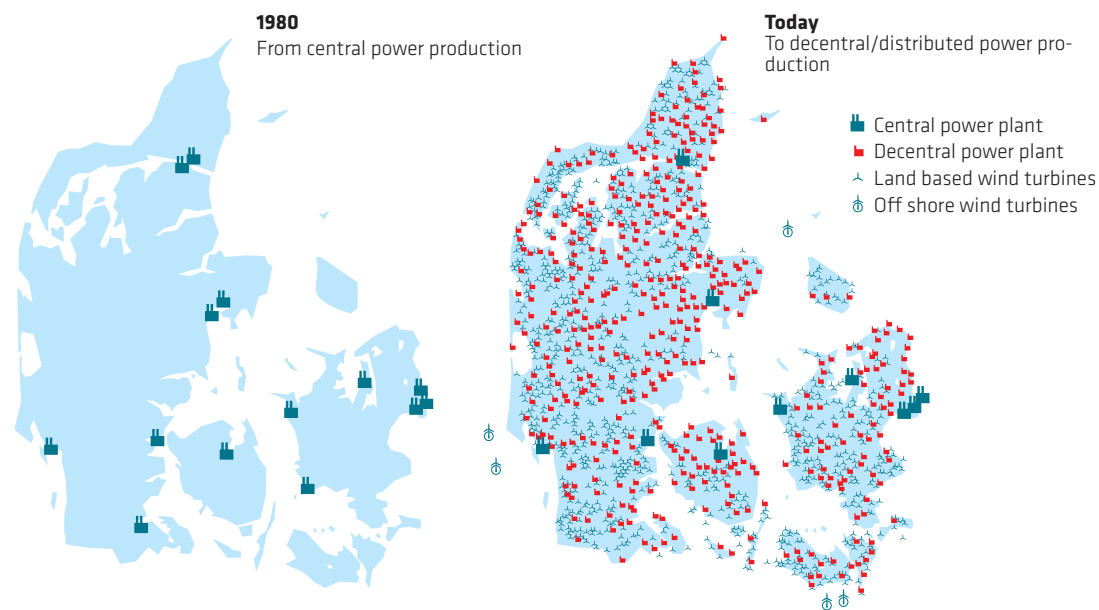 1980
From central power production
Today
To decentral/distributed power pro-
duction
Central power plant
Decentral power plant
Land based wind turbines
Off shore wind turbines